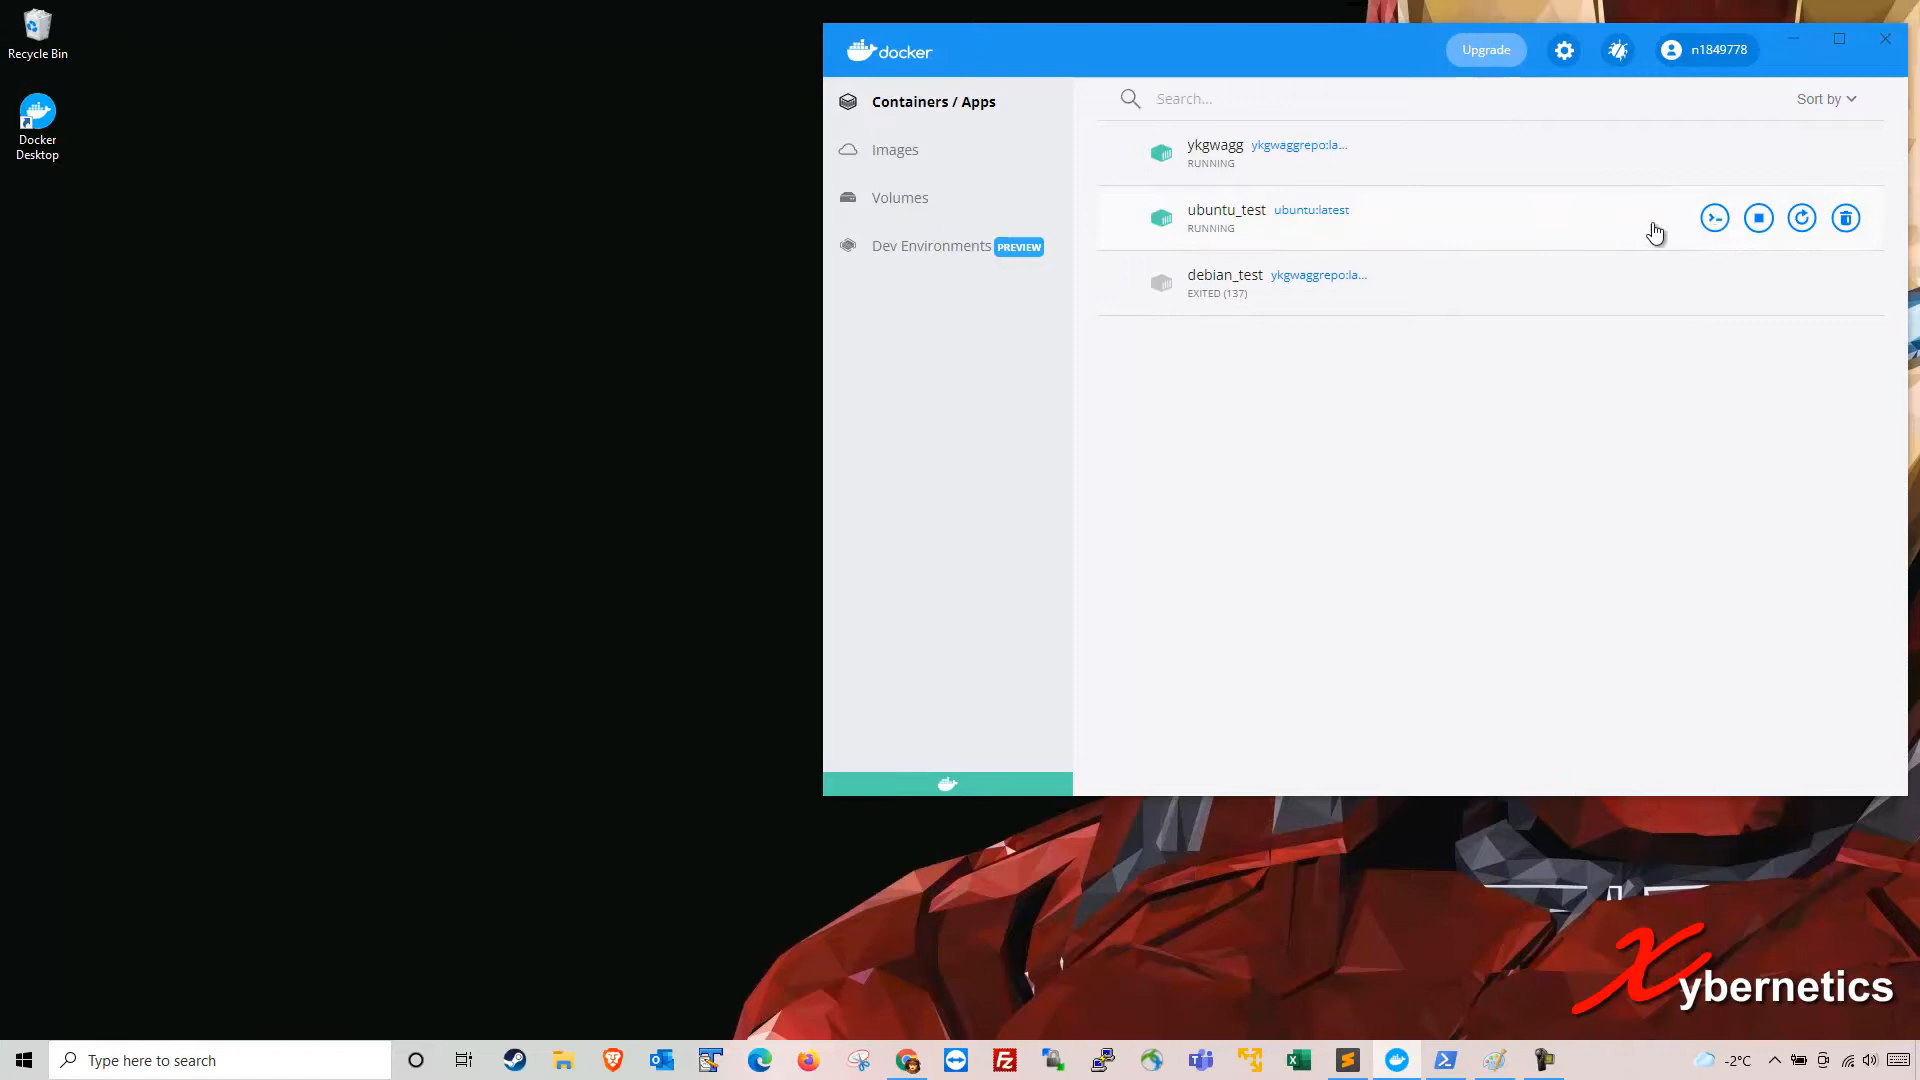 Recycle Bin
Docker
Desktop
docker
Upgrade
n1849778
Containers / Apps
Images
Volumes
Dev Environments PREVIEW
Search...
Sort by
ykgwagg ykgwaggrepo:la...
RUNNING
ubuntu_test ubuntu:latest
RUNNING
debian_test ykgwaggrepo:la...
EXITED (137)
Xybernetics
Type here to search
-2°C